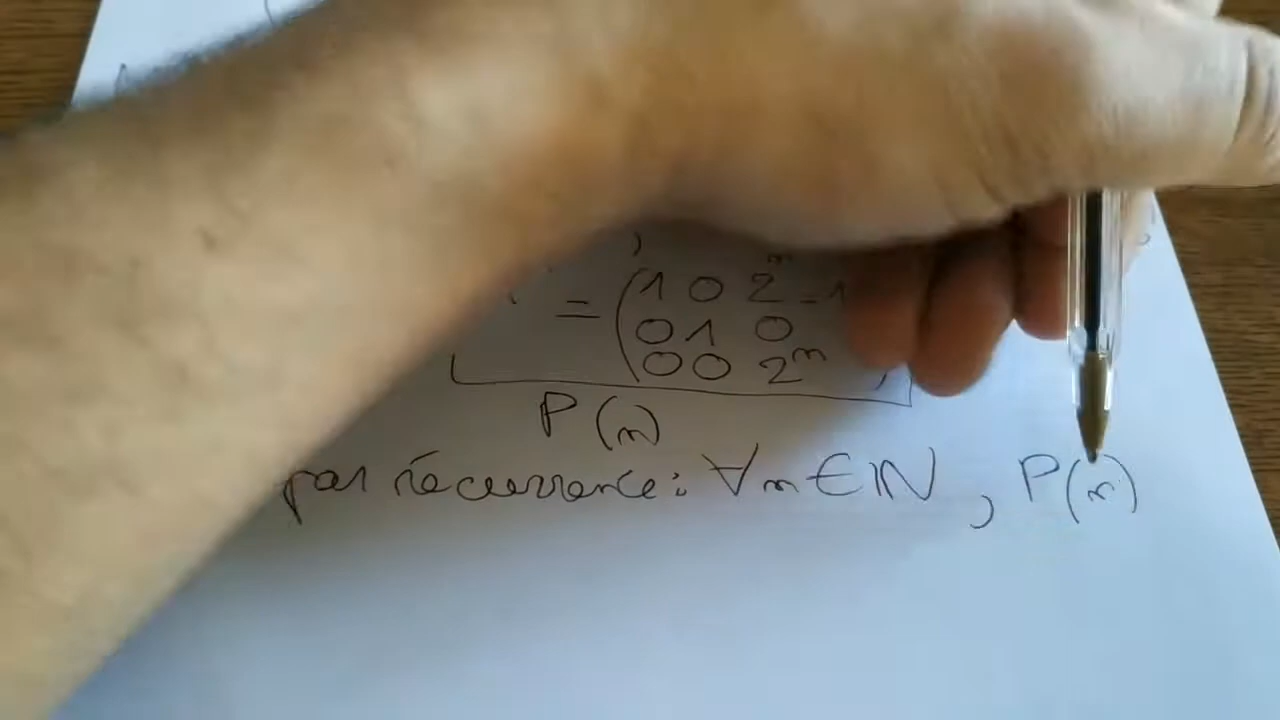 = (1 0 2ⁿ-1
0 1 0
0 0 2ⁿ )
P(n)
par récurrence : ∀n∈ℕ, P(n)